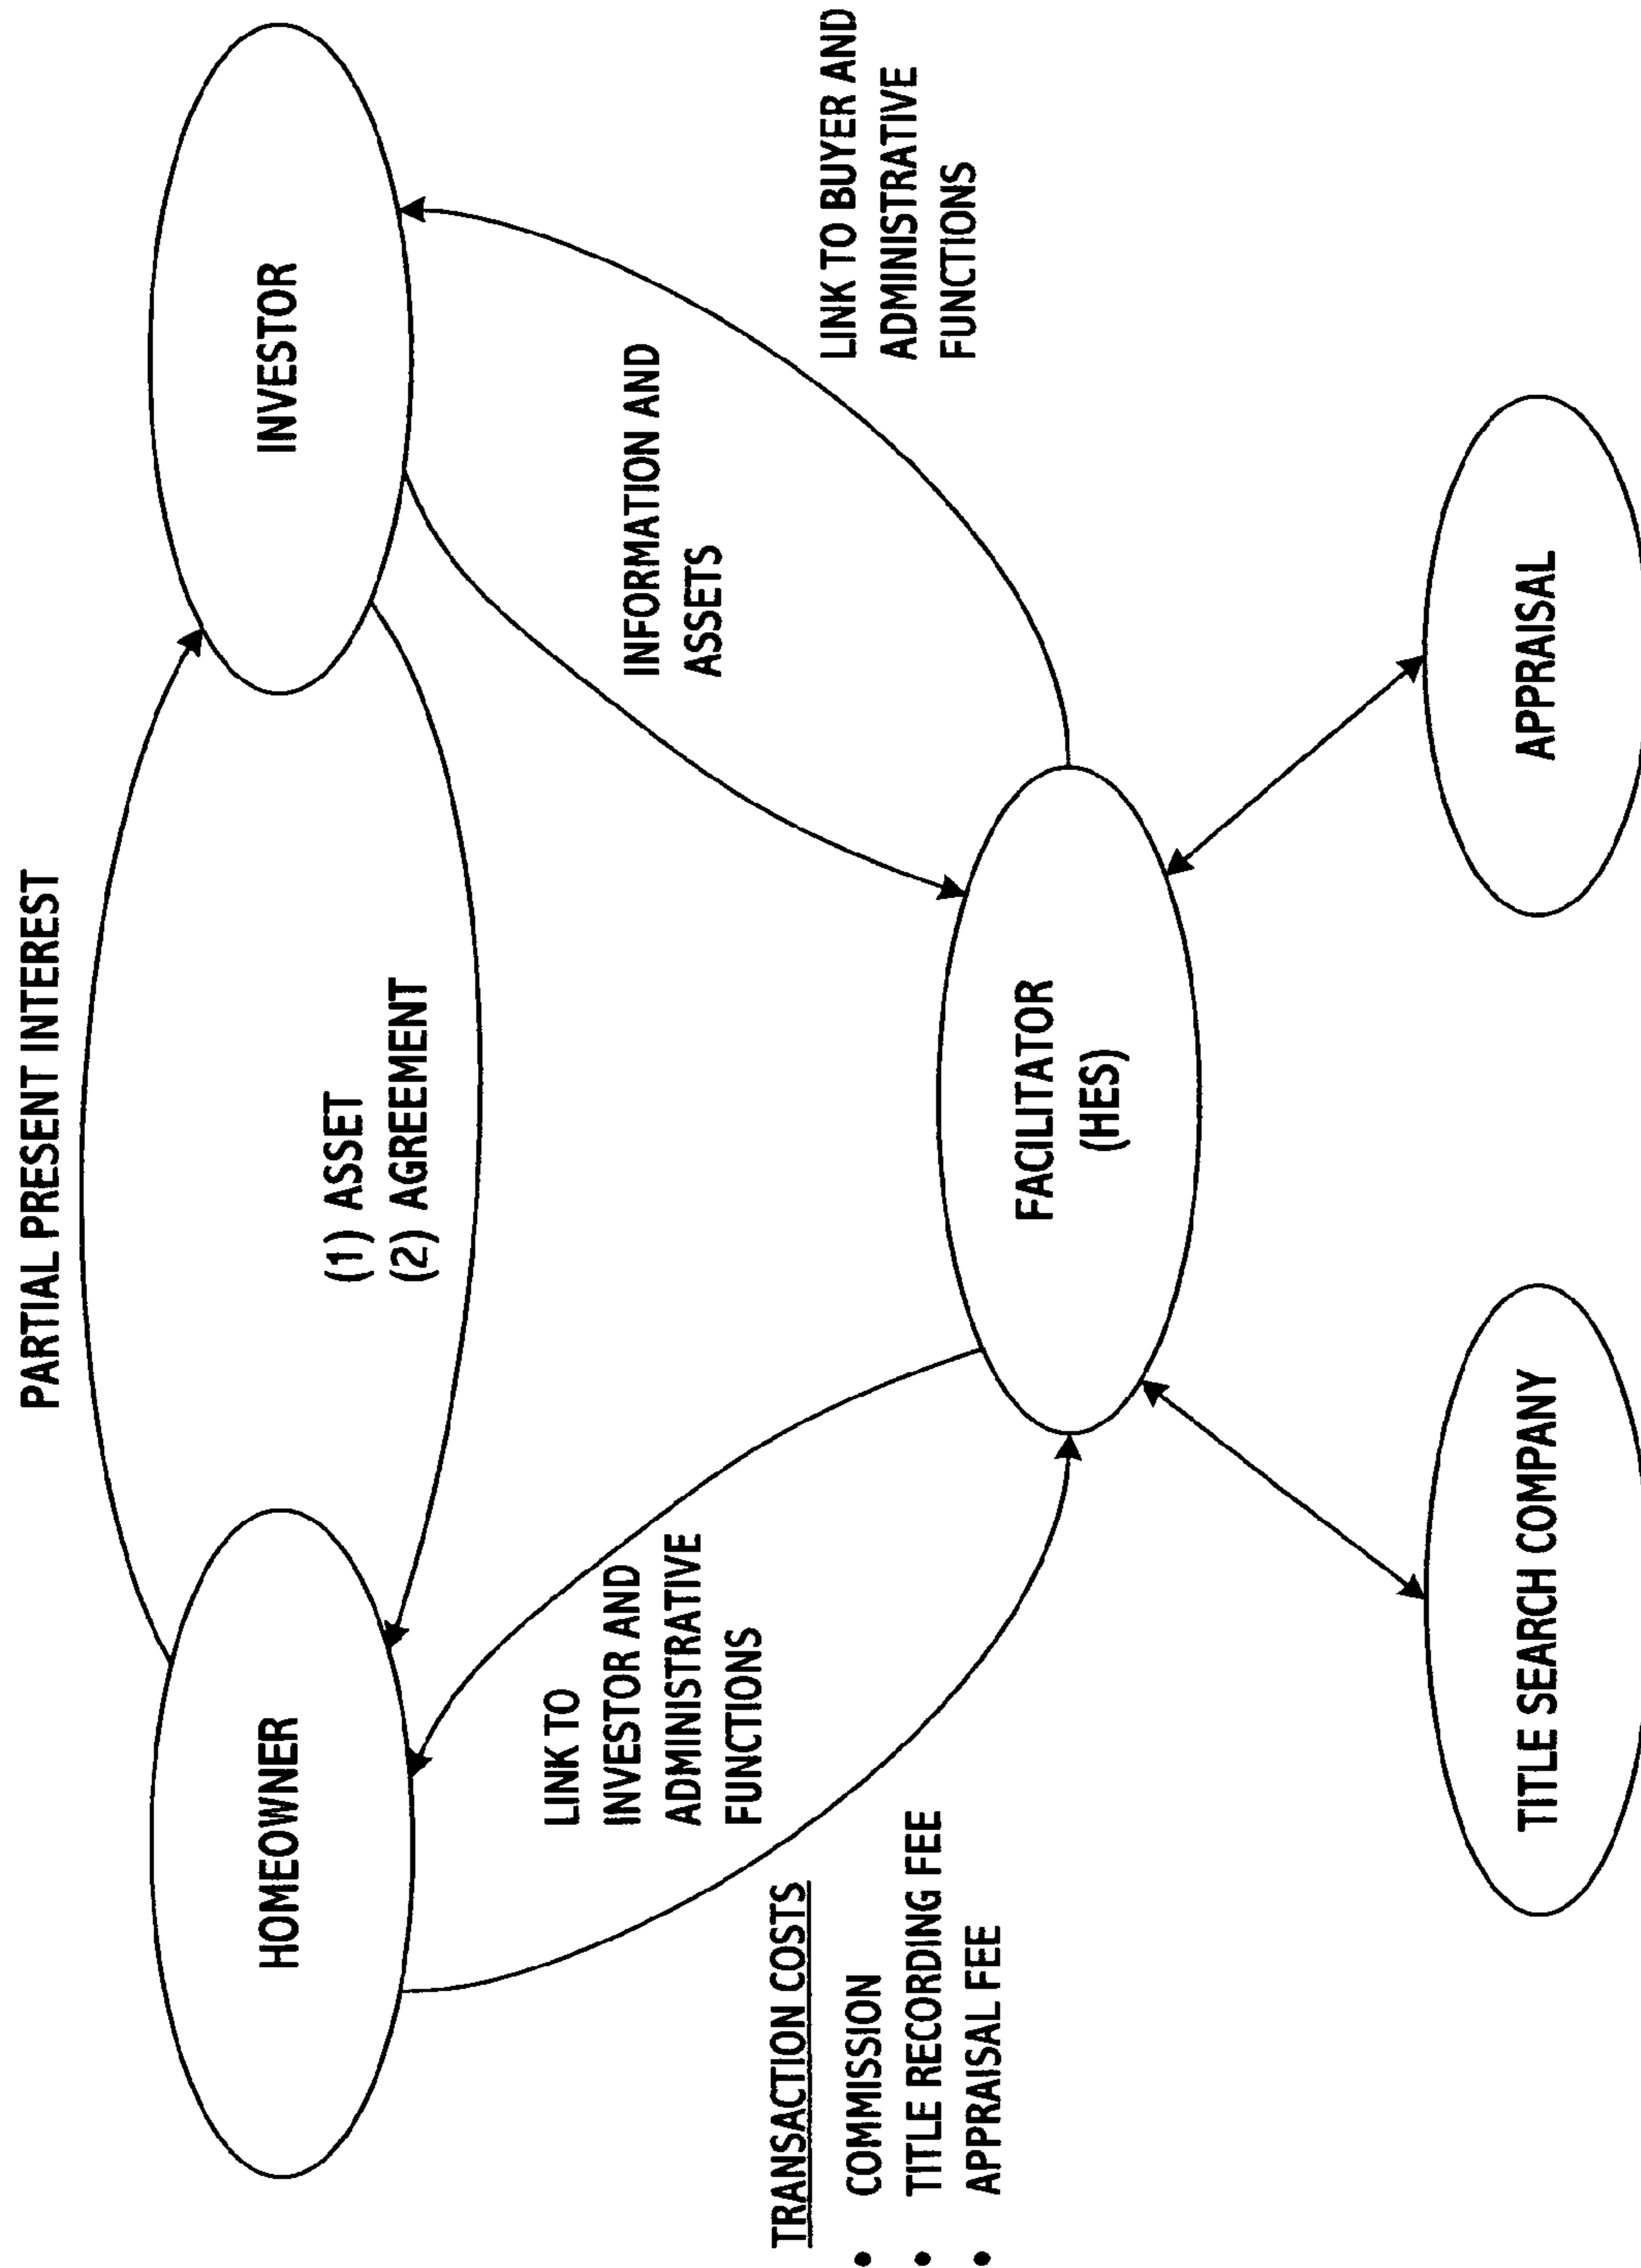 PARTIAL PRESENT INTEREST
HOMEOWNER
INVESTOR
(1) ASSET
(2) AGREEMENT
LINK TO
INVESTOR AND
ADMINISTRATIVE
FUNCTIONS
INFORMATION AND
ASSETS
LINK TO BUYER AND
ADMINISTRATIVE
FUNCTIONS
TRANSACTION COSTS
• COMMISSION
• TITLE RECORDING FEE
• APPRAISAL FEE
FACILITATOR
(HES)
TITLE SEARCH COMPANY
APPRAISAL